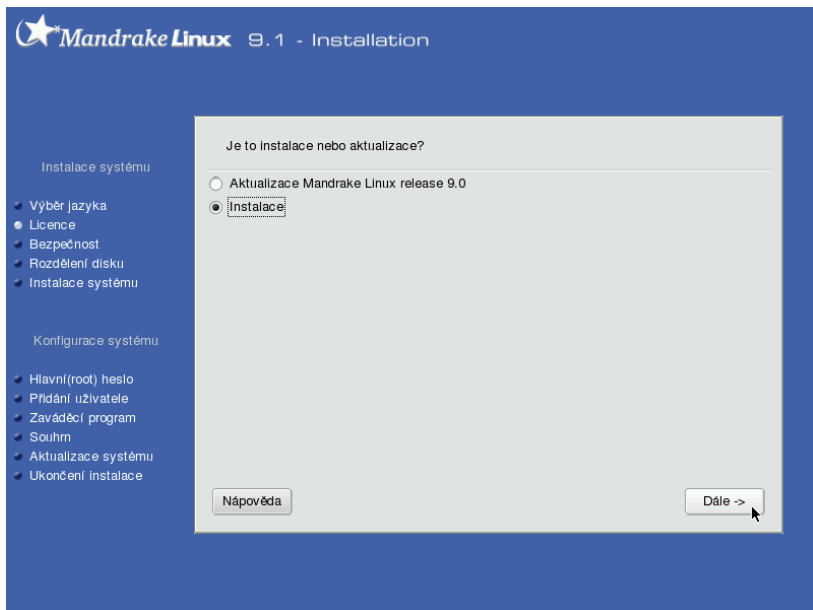 Mandrake Linux 9.1 - Installation
Je to instalace nebo aktualizace?
Instalace systému
Aktualizace Mandrake Linux release 9.0
Instalace
Výběr jazyka
Licence
Bezpečnost
Rozdělení disku
Instalace systému
Konfigurace systému
Hlavní(root) heslo
Přidání uživatele
Zaváděcí program
Souhrn
Aktualizace systému
Ukončení instalace
Nápověda
Dále ->